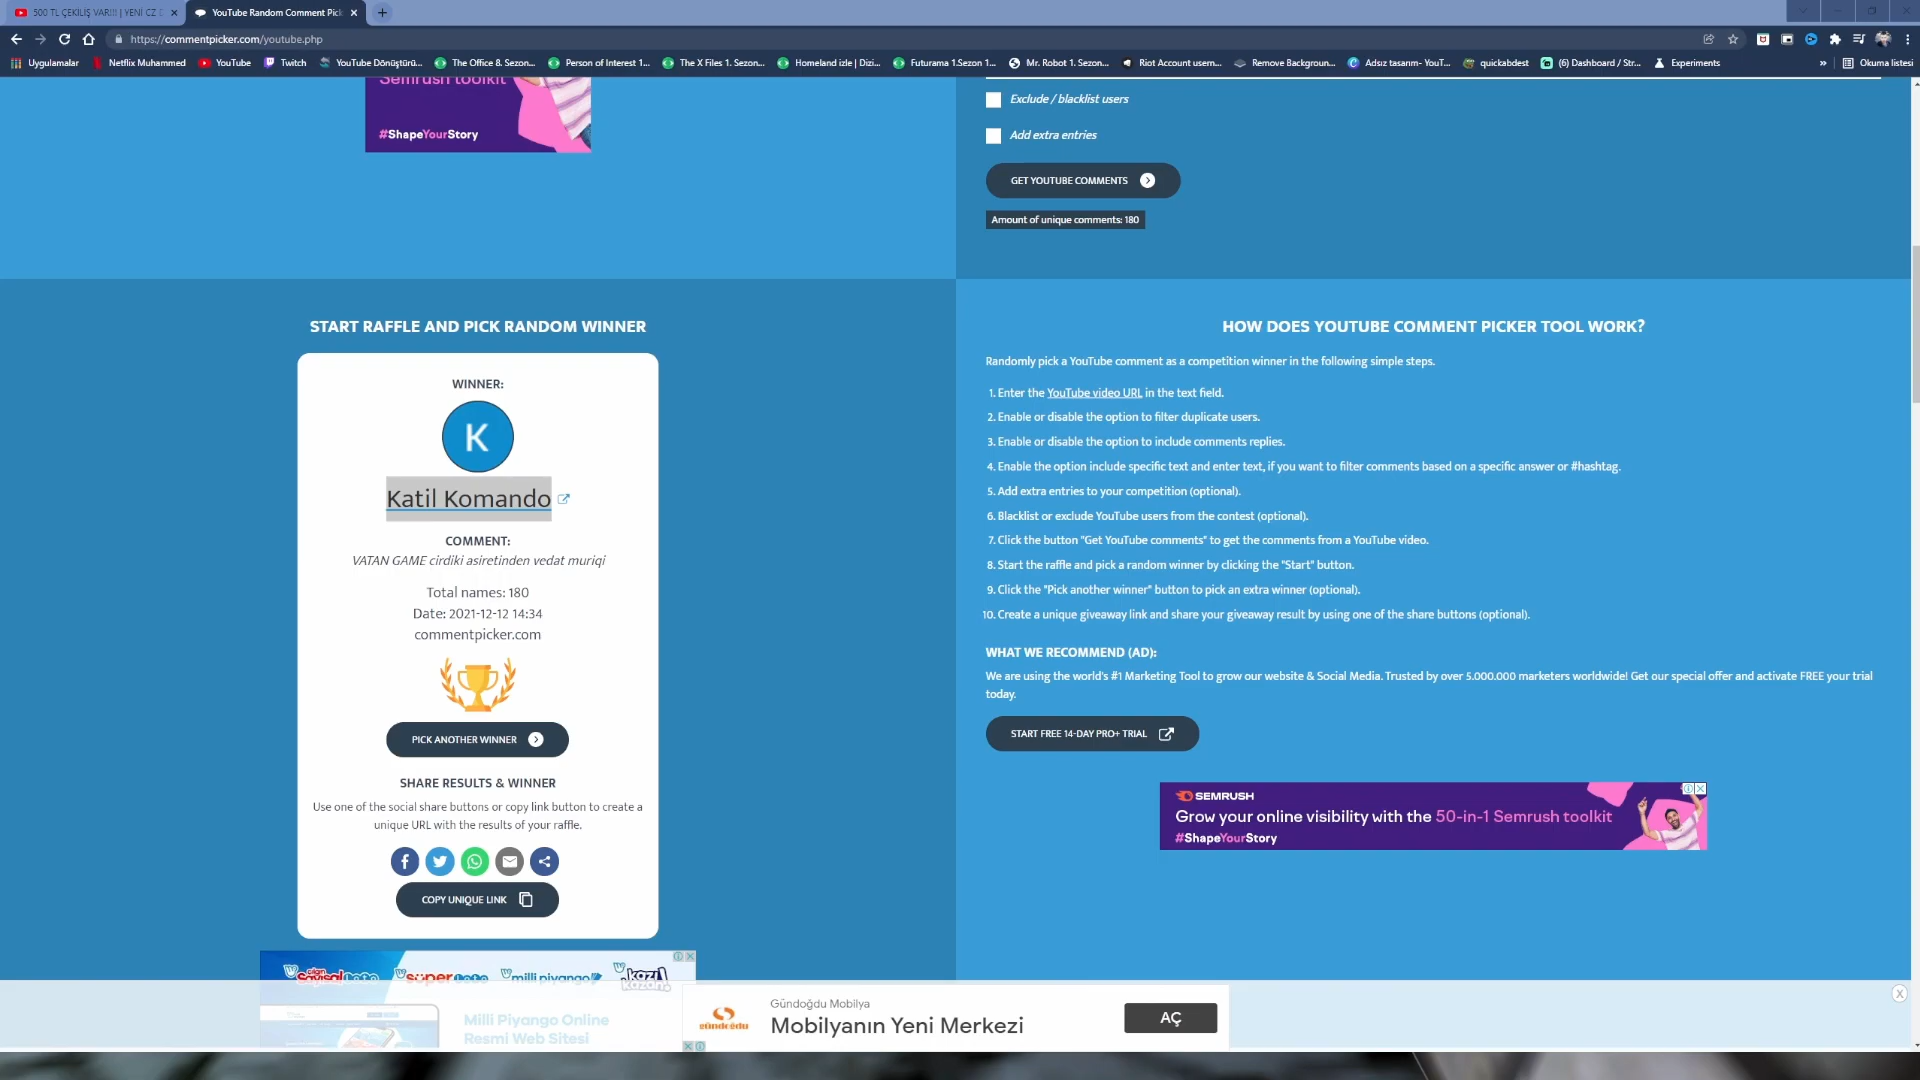 500 TL ÇEKİLİŞ VAR!!! | YENİ CZ
YouTube Random Comment Pick
https://commentpicker.com/youtube.php
Uygulamalar
Netflix Muhammed
YouTube
Twitch
YouTube Dönüştürü...
The Office 8. Sezon...
Person of Interest 1...
The X Files 1. Sezon...
Homeland izle | Dizi...
Futurama 1.Sezon 1...
Mr. Robot 1. Sezon...
Riot Account usern...
Remove Backgroun...
Adsız tasarım- YouT...
quickabdest
(6) Dashboard / Str...
Experiments
»
Okuma listesi
Semrush toolkit
#ShapeYourStory
Exclude / blacklist users
Add extra entries
GET YOUTUBE COMMENTS
Amount of unique comments: 180
START RAFFLE AND PICK RANDOM WINNER
WINNER:
K
Katil Komando
COMMENT:
VATAN GAME cirdiki asiretinden vedat muriqi
Total names: 180
Date: 2021-12-12 14:34
commentpicker.com
PICK ANOTHER WINNER
SHARE RESULTS & WINNER
Use one of the social share buttons or copy link button to create a
unique URL with the results of your raffle.
COPY UNIQUE LINK
HOW DOES YOUTUBE COMMENT PICKER TOOL WORK?
Randomly pick a YouTube comment as a competition winner in the following simple steps.
1. Enter the YouTube video URL in the text field.
2. Enable or disable the option to filter duplicate users.
3. Enable or disable the option to include comments replies.
4. Enable the option include specific text and enter text, if you want to filter comments based on a specific answer or #hashtag.
5. Add extra entries to your competition (optional).
6. Blacklist or exclude YouTube users from the contest (optional).
7. Click the button "Get YouTube comments" to get the comments from a YouTube video.
8. Start the raffle and pick a random winner by clicking the "Start" button.
9. Click the "Pick another winner" button to pick an extra winner (optional).
10. Create a unique giveaway link and share your giveaway result by using one of the share buttons (optional).
WHAT WE RECOMMEND (AD):
We are using the world's #1 Marketing Tool to grow our website & Social Media. Trusted by over 5.000.000 marketers worldwide! Get our special offer and activate FREE your trial
today.
START FREE 14-DAY PRO+ TRIAL
SEMRUSH
Grow your online visibility with the 50-in-1 Semrush toolkit
#ShapeYourStory
Çılgın Sayısal Loto
süper Loto
milli piyango
kazı kazan!
Milli Piyango Online
Resmi Web Sitesi
gündoğdu
Gündoğdu Mobilya
Mobilyanın Yeni Merkezi
AÇ